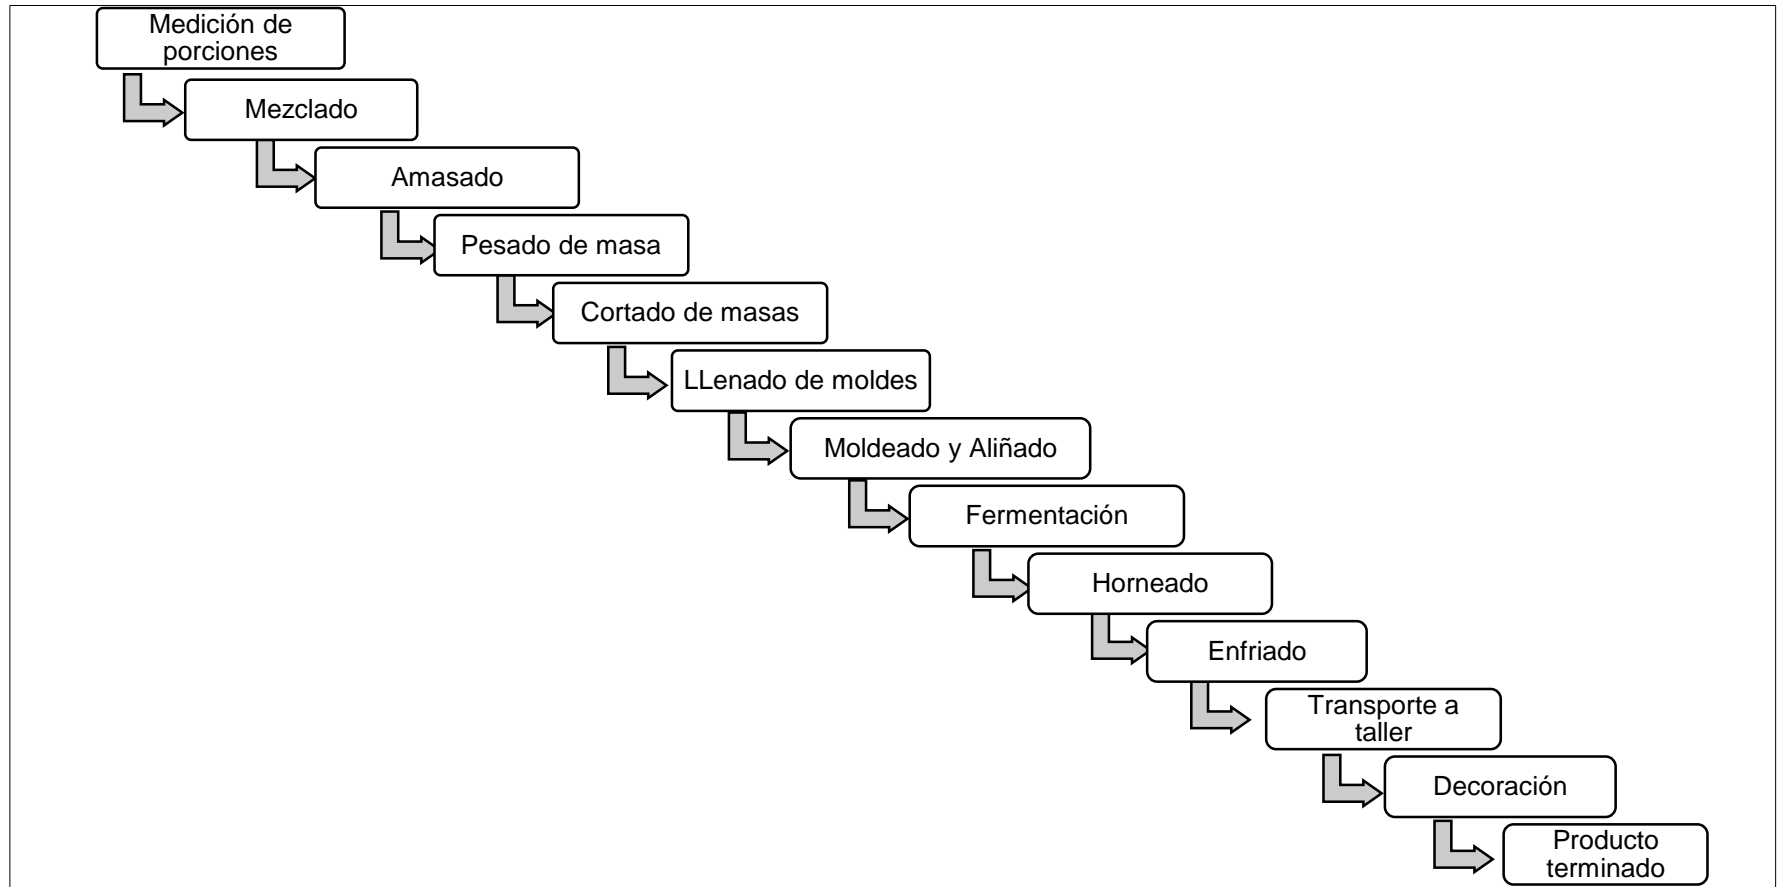 Medición de
porciones
Mezclado
Amasado
Pesado de masa
Cortado de masas
LLenado de moldes
Moldeado y Aliñado
Fermentación
Horneado
Enfriado
Transporte a
taller
Decoración
Producto
terminado